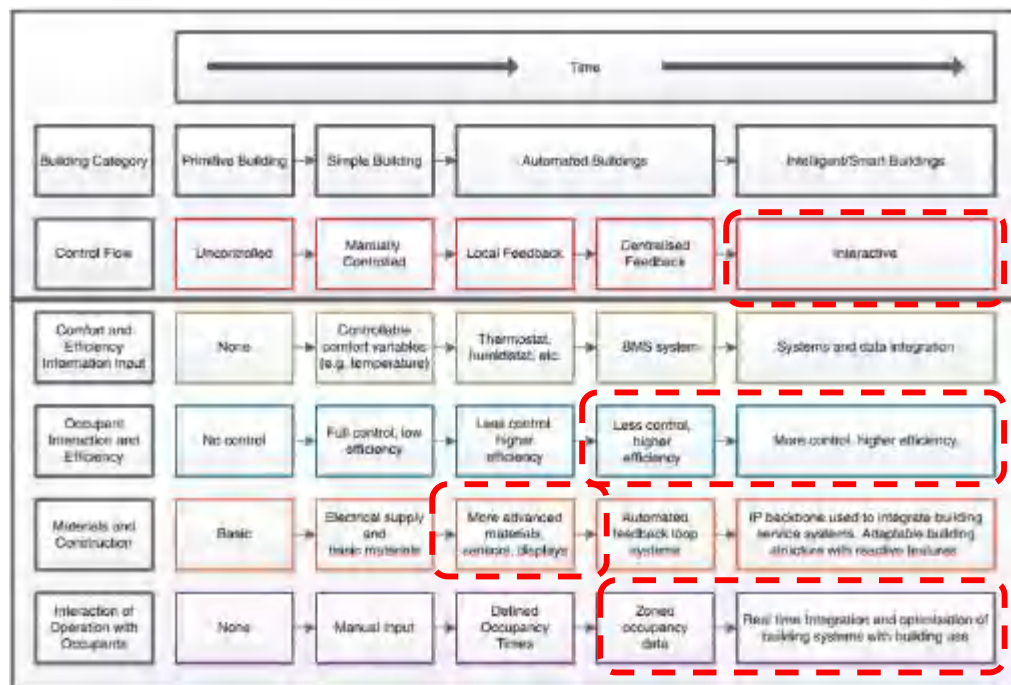 Time
Building Category
Primitive Building
Simple Building
Automated Buildings
Intelligent/Smart Buildings
Control Flow
Uncontrolled
Manually
Controlled
Local Feedback
Centralised
Feedback
Interactive
Comfort and
Efficiency
Information Input
None
Controllable
comfort variables
(e.g. temperature)
Thermostat,
humidistat, etc.
BMS system
Systems and data integration
Occupant
Interaction and
Efficiency
No control
Full control, low
efficiency
Less control
higher
efficiency
Less control,
higher
efficiency
More control, higher efficiency
Materials and
Construction
Basic
Electrical supply
and
basic materials
More advanced
materials,
sensors, displays
Automated
feedback loop
systems
IP backbone used to integrate building
service systems. Adaptable building
structure with reactive features
Interaction of
Operation with
Occupants
None
Manual input
Defined
Occupancy
Times
Zoned
occupancy
data
Real time integration and optimisation of
building systems with building use